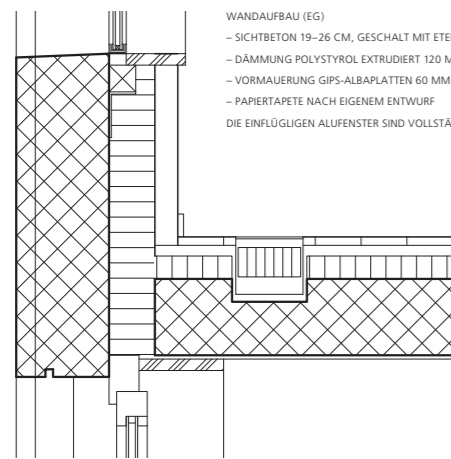 WANDAUFBAU (EG)
– SICHTBETON 19–26 CM, GESCHALT MIT
– DÄMMUNG POLYSTYROL EXTRUDIERT 120
– VORMAUERUNG GIPS-ALBAPLATTEN 60 MM
– PAPIERTAPETE NACH EIGENEM ENTWURF
DIE EINFLÜGLIGEN ALUFENSTER SIND